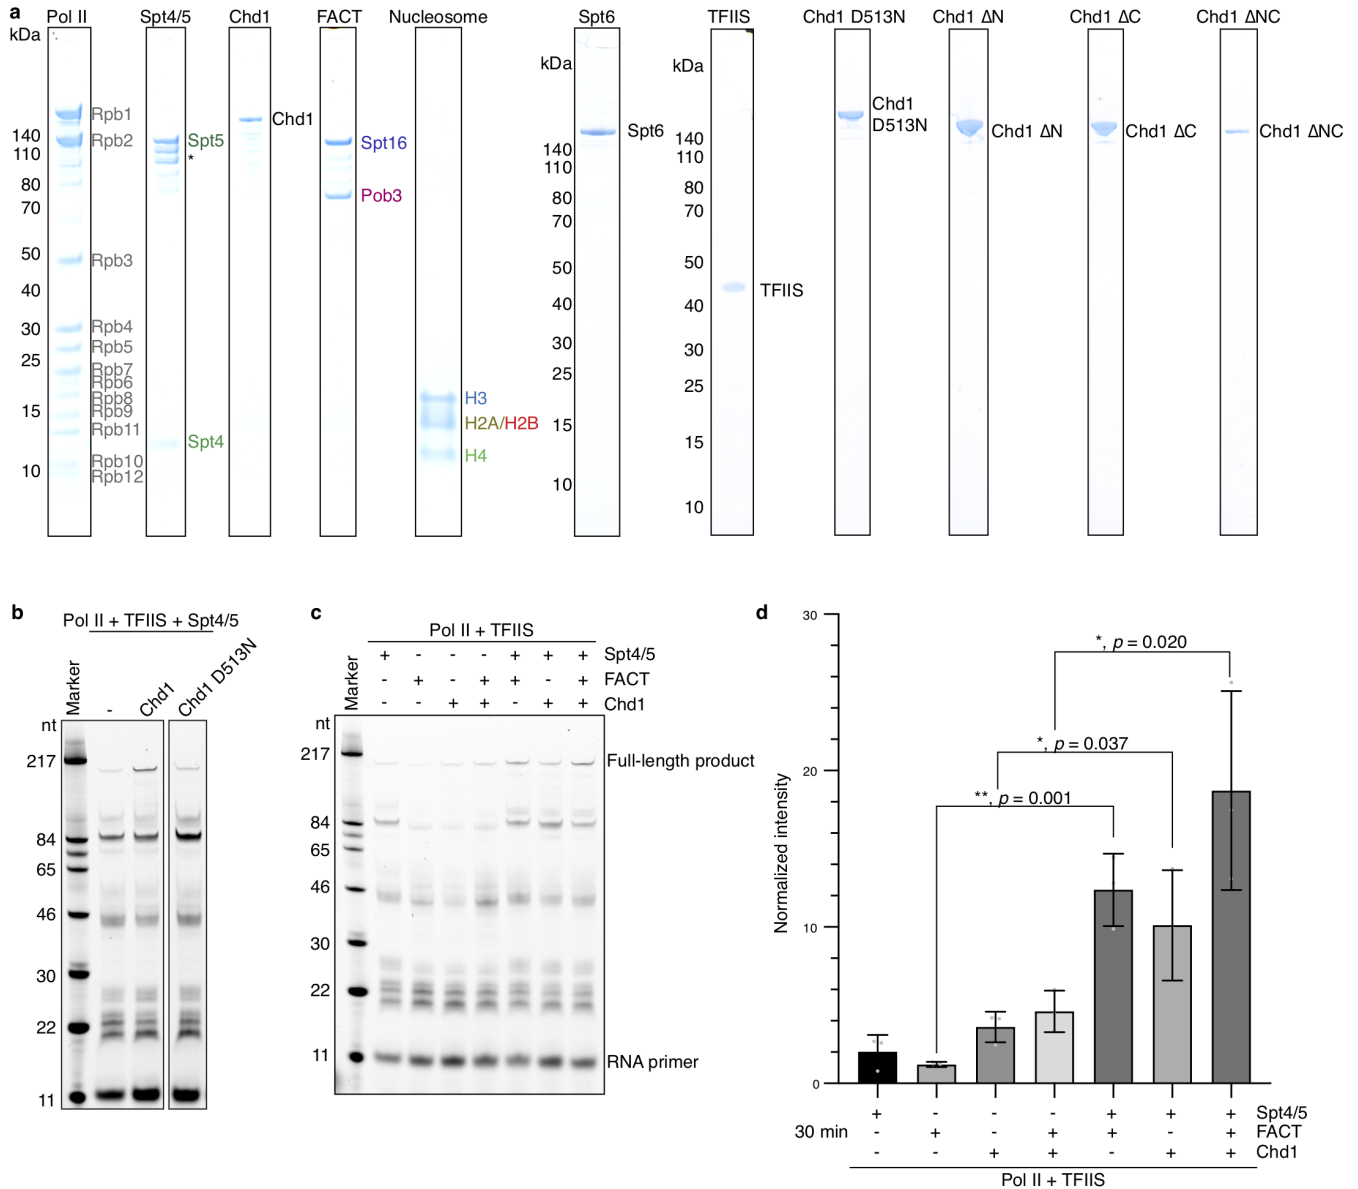 a
Pol II Spt4/5 Chd1 FACT Nucleosome Spt6 TFIIS Chd1 D513N Chd1 ΔN Chd1 ΔC Chd1 ΔNC
kDa
140
110
80
70
50
40
30
25
15
10
Rpb1
Rpb2
Rpb3
Rpb4
Rpb5
Rpb7
Rpb6
Rpb8
Rpb9
Rpb11
Rpb10
Rpb12
Spt5
*
Spt4
Chd1
Spt16
Pob3
H3
H2A/H2B
H4
kDa
140
110
80
70
50
40
30
25
15
10
Spt6
kDa
140
110
80
70
50
40
30
25
15
10
TFIIS
Chd1
D513N
Chd1 ΔN
Chd1 ΔC
Chd1 ΔNC
b
Pol II + TFIIS + Spt4/5
Marker
-
Chd1
Chd1 D513N
nt
217
84
65
46
30
22
11
c
Pol II + TFIIS
Marker
+ - - - + + + Spt4/5
- + - + + - + FACT
- - + + - + + Chd1
nt
217
84
65
46
30
22
11
Full-length product
RNA primer
d
Normalized intensity
30
20
10
0
*, p = 0.020
*, p = 0.037
**, p = 0.001
+ - - - + + + Spt4/5
30 min - + - + + - + FACT
- - + + - + + Chd1
Pol II + TFIIS